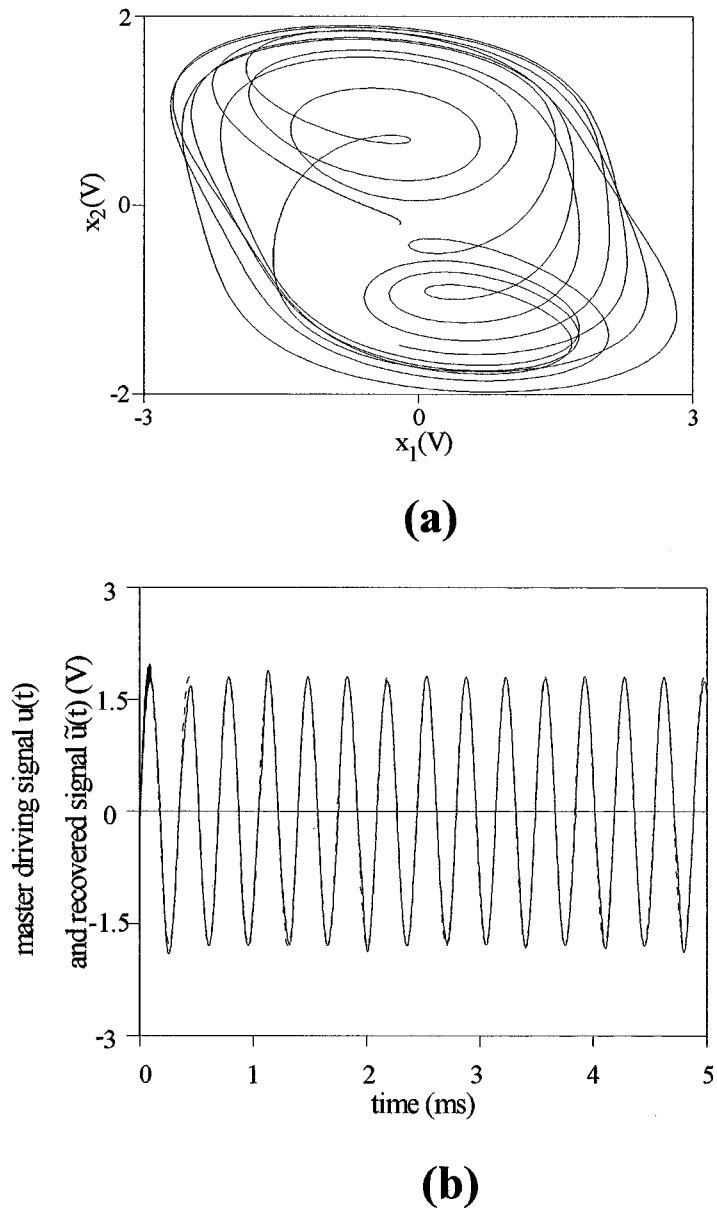 2
x2(V)
0
-2
-3
0
3
x1(V)
(a)
3
master driving signal u(t)
and recovered signal ũ(t) (V)
1.5
0
-1.5
-3
0
1
2
3
4
5
time (ms)
(b)